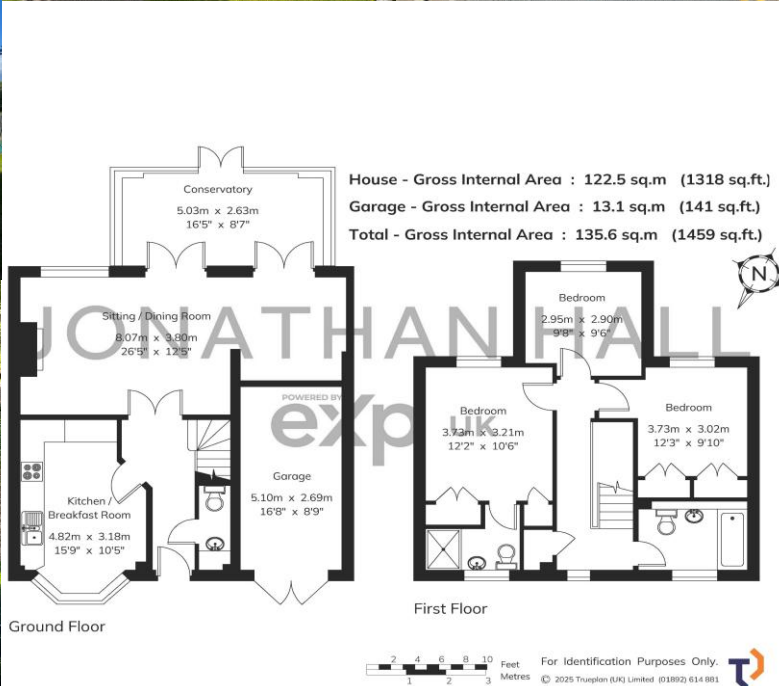 House - Gross Internal Area : 122.5 sq.m (1318 sq.ft.)
Garage - Gross Internal Area : 13.1 sq.m (141 sq.ft.)
Total - Gross Internal Area : 135.6 sq.m (1459 sq.ft.)
N
Conservatory
5.03m x 2.63m
16'5" x 8'7"
Sitting / Dining Room
8.07m x 3.80m
26'5" x 12'5"
JONATHAN HALL
POWERED BY
exp UK
Kitchen /
Breakfast Room
4.82m x 3.18m
15'9" x 10'5"
Garage
5.10m x 2.69m
16'8" x 8'9"
Ground Floor
Bedroom
2.95m x 2.90m
9'8" x 9'6"
Bedroom
3.73m x 3.21m
12'2" x 10'6"
Bedroom
3.73m x 3.02m
12'3" x 9'10"
First Floor
2 4 6 8 10 Feet
1 2 3 Metres
For Identification Purposes Only.
© 2025 Trueplan (UK) Limited (01892) 614 881